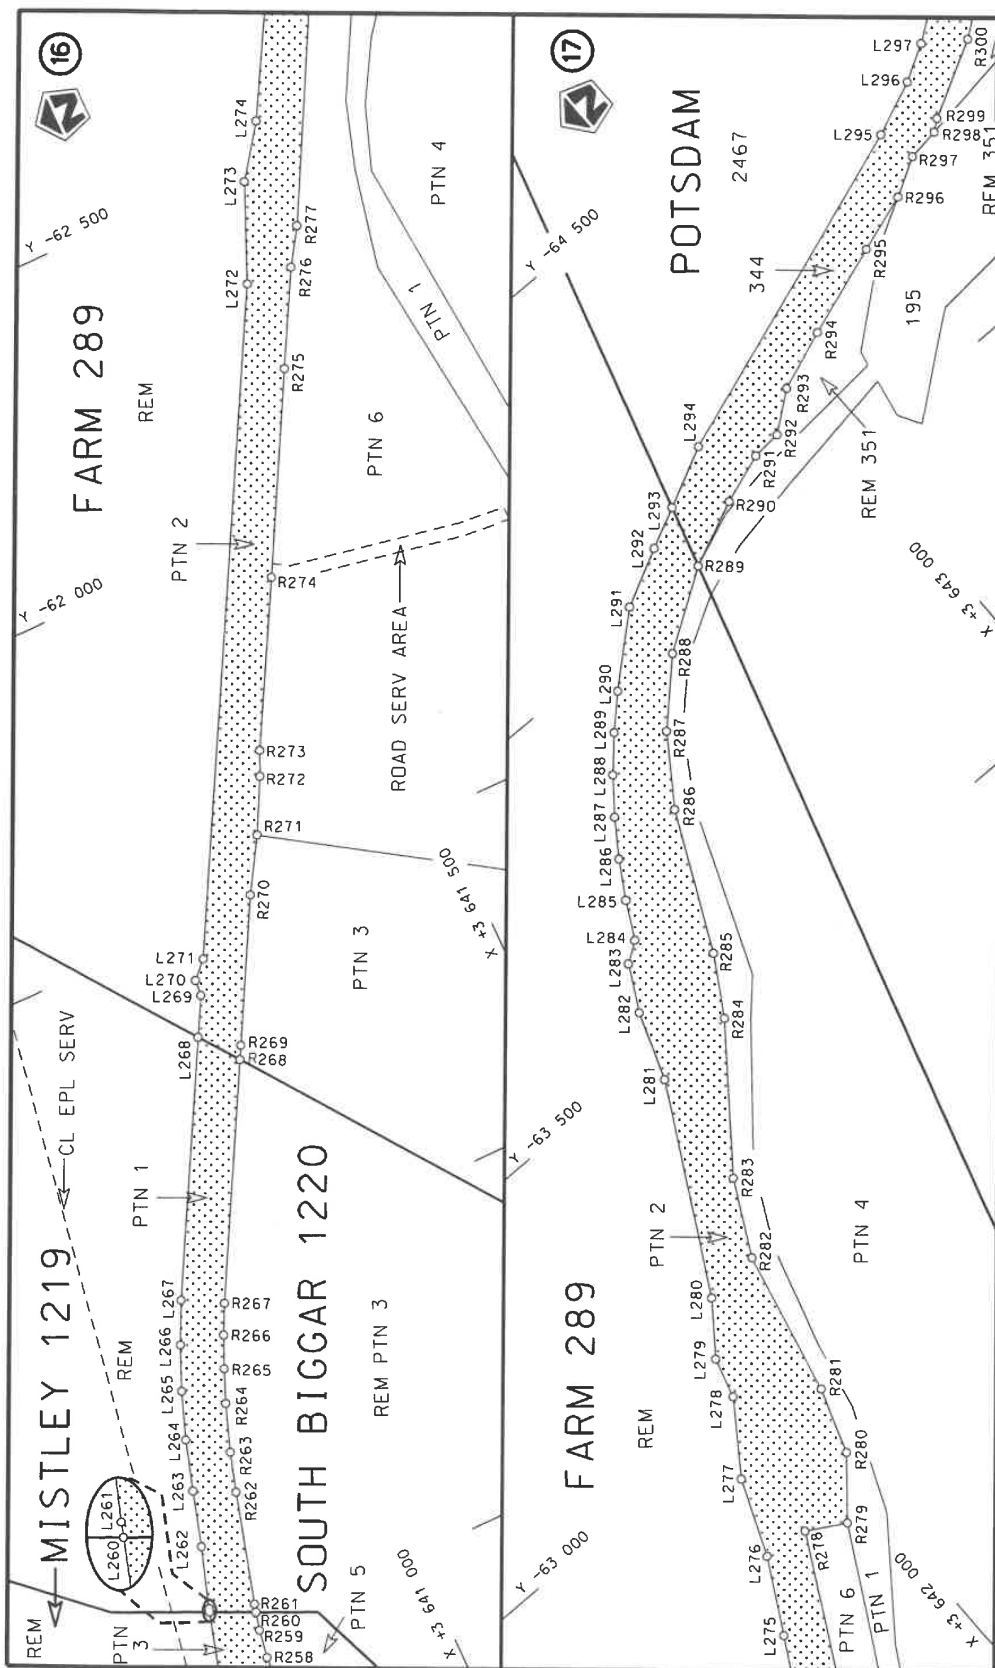 16
REM
MISTLEY 1219
CL EPL SERV
FARM 289
REM
REM
PTN 3
PTN 1
PTN 2
Y -62 000
Y -62 500
L260
L261
L262
L263
L264
L265
L266
L267
L268
L269
L270
L271
L272
L273
L274
R258
R259
R260
R261
R262
R263
R264
R265
R266
R267
R268
R269
R270
R271
R272
R273
R274
R275
R276
R277
SOUTH BIGGAR 1220
PTN 5
REM PTN 3
PTN 3
ROAD SERV AREA
PTN 6
PTN 1
PTN 4
X +3 641 000
X +3 641 500
17
FARM 289
REM
PTN 2
POTSDAM
2467
344
Y -63 000
Y -63 500
Y -64 500
L275
L276
L277
L278
L279
L280
L281
L282
L283
L284
L285
L286
L287
L288
L289
L290
L291
L292
L293
L294
L295
L296
L297
R278
R279
R280
R281
R282
R283
R284
R285
R286
R287
R288
R289
R290
R291
R292
R293
R294
R295
R296
R297
R298
R299
R300
PTN 6
PTN 1
PTN 4
REM 351
195
REM 351
X +3 642 000
X +3 643 000